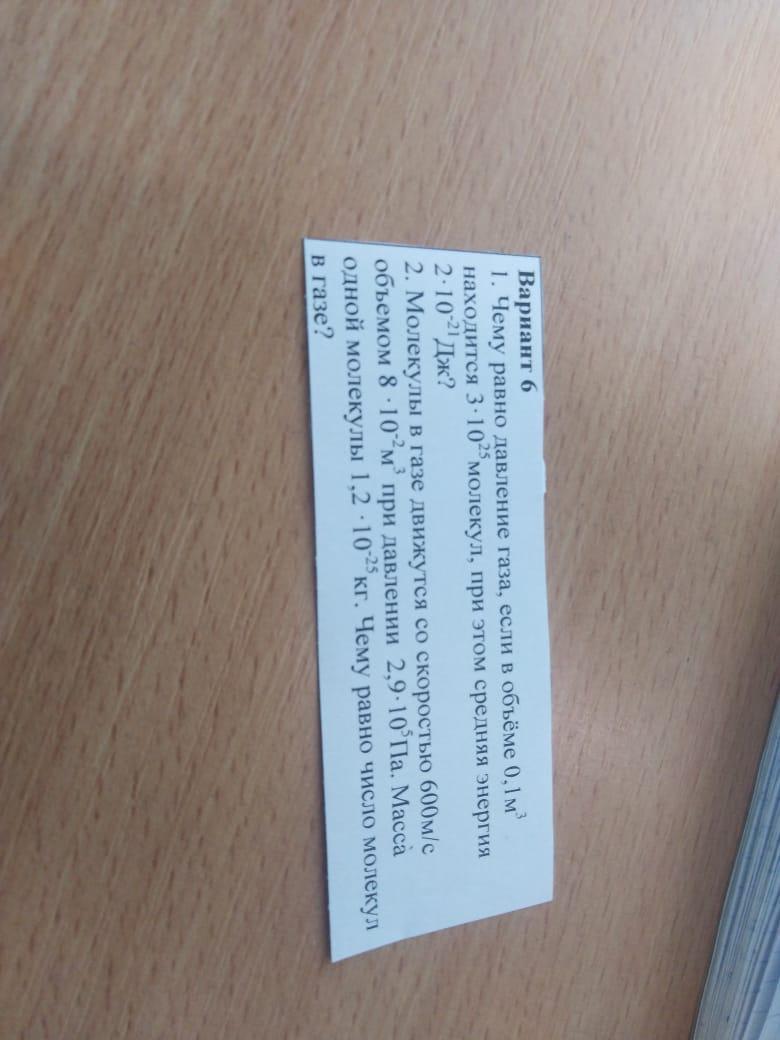 Вариант 6
1. Чему равно давление газа, если в объёме 0,1м³
находится 3·10²⁵молекул, при этом средняя энергия
2·10⁻²¹Дж?
2. Молекулы в газе движутся со скоростью 600м/с
объемом 8 ·10⁻²м³ при давлении 2,9·10⁵Па. Масса
одной молекулы 1,2 ·10⁻²⁵кг. Чему равно число молекул
в газе?